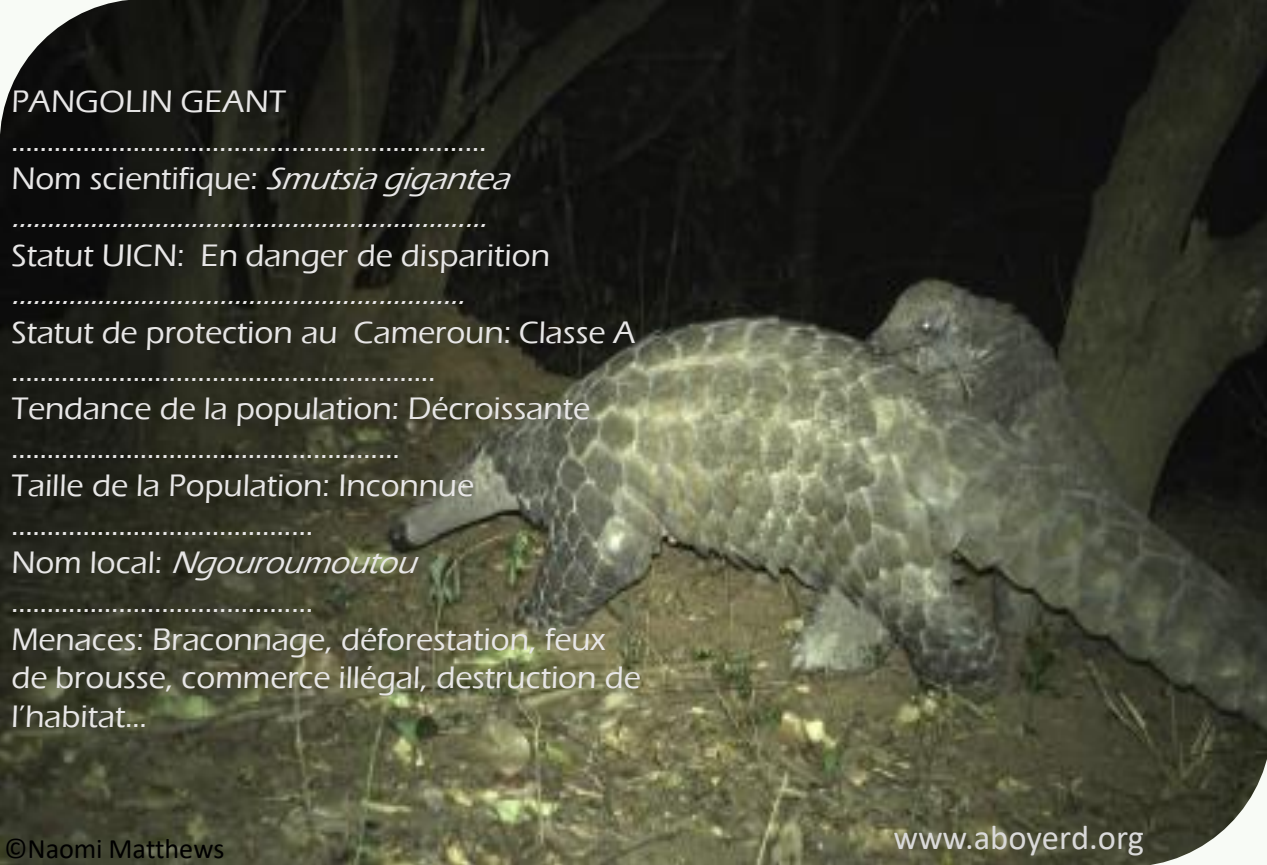 PANGOLIN GEANT
Nom scientifique: Smutsia gigantea
Statut UICN: En danger de disparition
Statut de protection au Cameroun: Classe A
Tendance de la population: Décroissante
Taille de la Population: Inconnue
Nom local: Ngouroumoutou
Menaces: Braconnage, déforestation, feux
de brousse, commerce illégal, destruction de
l'habitat...
©Naomi Matthews
www.aboyerd.org